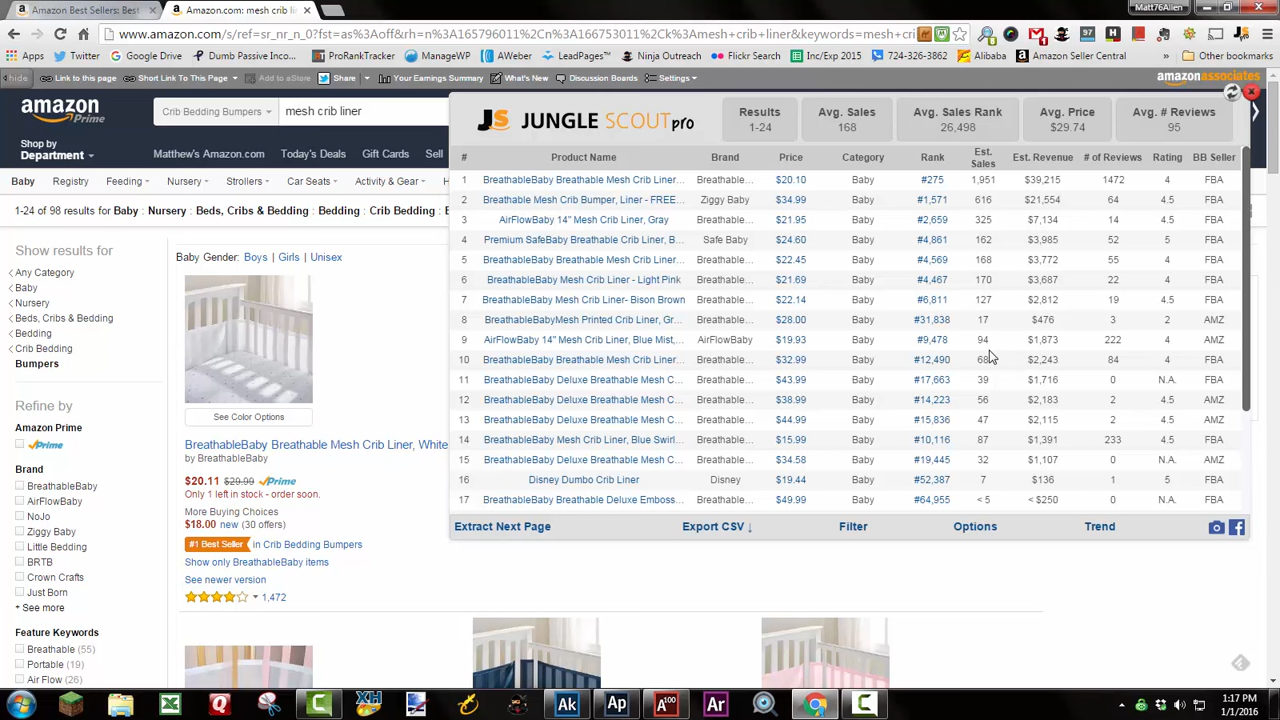 Amazon Best Sellers: Best
Amazon.com: mesh crib lin
Matt76Allen
www.amazon.com/s/
=sr_nr_n_0?fst=as%3Aoff&rh=n%3A165796011%2Cn%3A166753011%2Ck%3Amesh+crib+liner&keywords=mesh+cri
Apps
Twitter
Google Drive
Dumb Passive Income...
ProRankTracker
ManageWP
AWeber
LeadPages
Ninja Outreach
Flickr Search
Inc/Exp 2015
724-326-3862
Amazon Seller Central
Other bookmarks
hide
Link to this page
Short Link To This Page
Add to aStore
Share
Your Earnings Summary
What's New
Discussion Boards
Settings
amazonassociates
amazon
Prime
Crib Bedding Bumpers
mesh crib liner
Shop by
Department
Matthew's Amazon.com
Today's Deals
Gift Cards
Sell
Baby
Registry
Feeding
Nursery
Strollers
Car Seats
Activity & Gear
1-24 of 98 results for Baby : Nursery : Beds, Cribs & Bedding : Bedding : Crib Be
JS JUNGLE SCOUTpro
Results
1-24
Avg. Sales
168
Avg. Sales Rank
26,498
Avg. Price
$29.74
Avg. # Reviews
95
# Product Name Brand Price Category Rank Est. Sales Est. Revenue # of Reviews Rating BB Seller
1 BreathableBaby Breathable Mesh Crib Liner... Breathable... $20.10 Baby #275 1,951 $39,215 1472 4 FBA
2 Breathable Mesh Crib Bumper, Liner - FREE... Ziggy Baby $34.99 Baby #1,571 616 $21,554 64 4.5 FBA
3 AirFlowBaby 14" Mesh Crib Liner, Gray Breathable... $21.95 Baby #2,659 325 $7,134 14 4.5 FBA
4 Premium SafeBaby Breathable Crib Liner, B... Safe Baby $24.60 Baby #4,861 162 $3,985 52 5 FBA
5 BreathableBaby Breathable Mesh Crib Liner... Breathable... $22.45 Baby #4,569 168 $3,772 55 4 FBA
6 BreathableBaby Mesh Crib Liner - Light Pink Breathable... $21.69 Baby #4,467 170 $3,687 22 4 FBA
7 BreathableBaby Mesh Crib Liner- Bison Brown Breathable... $22.14 Baby #6,811 127 $2,812 19 4.5 FBA
8 BreathableBabyMesh Printed Crib Liner, Gr... Breathable... $28.00 Baby #31,838 17 $476 3 2 AMZ
9 AirFlowBaby 14" Mesh Crib Liner, Blue Mist,... AirFlowBaby $19.93 Baby #9,478 94 $1,873 222 4 AMZ
10 BreathableBaby Breathable Mesh Crib Liner... Breathable... $32.99 Baby #12,490 68 $2,243 84 4 FBA
11 BreathableBaby Deluxe Breathable Mesh C... Breathable... $43.99 Baby #17,663 39 $1,716 0 N.A. FBA
12 BreathableBaby Deluxe Breathable Mesh C... Breathable... $38.99 Baby #14,223 56 $2,183 2 4.5 AMZ
13 BreathableBaby Deluxe Breathable Mesh C... Breathable... $44.99 Baby #15,836 47 $2,115 2 4.5 AMZ
14 BreathableBaby Mesh Crib Liner, Blue Swirl... Breathable... $15.99 Baby #10,116 87 $1,391 233 4.5 FBA
15 BreathableBaby Deluxe Breathable Mesh C... Breathable... $34.58 Baby #19,445 32 $1,107 0 N.A. AMZ
16 Disney Dumbo Crib Liner Disney $19.44 Baby #52,387 7 $136 1 5 FBA
17 BreathableBaby Breathable Deluxe Emboss... Breathable... $49.99 Baby #64,955 < 5 < $250 0 N.A. FBA
Extract Next Page
Export CSV ↓
Filter
Options
Trend
Show results for
Any Category
Baby
Nursery
Beds, Cribs & Bedding
Bedding
Crib Bedding
Bumpers
Refine by
Amazon Prime
Prime
Brand
BreathableBaby
AirFlowBaby
NoJo
Ziggy Baby
Little Bedding
BRTB
Crown Crafts
Just Born
+ See more
Feature Keywords
Breathable (55)
Portable (19)
Air Flow (26)
Baby Gender: Boys | Girls | Unisex
See Color Options
BreathableBaby Breathable Mesh Crib Liner, White
by BreathableBaby
$20.11 $29.99 Prime
Only 1 left in stock - order soon.
More Buying Choices
$18.00 new (30 offers)
#1 Best Seller in Crib Bedding Bumpers
Show only BreathableBaby items
See newer version
1,472
1:17 PM
1/1/2016